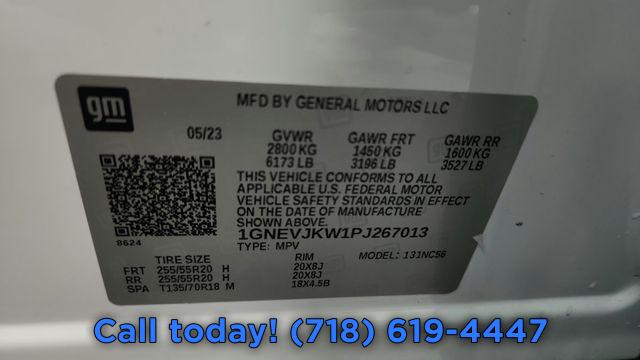 gm
MFD BY GENERAL MOTORS LLC
05/23 GVWR GAWR FRT GAWR RR
2800 KG 1450 KG 1600 KG
6173 LB 3196 LB 3527 LB
THIS VEHICLE CONFORMS TO ALL
APPLICABLE U.S. FEDERAL MOTOR
VEHICLE SAFETY STANDARDS IN EFFECT
ON THE DATE OF MANUFACTURE
SHOWN ABOVE.
1GNEVJKW1PJ267013
8624
TYPE: MPV MODEL: 131NC56
TIRE SIZE RIM
FRT 255/55R20 H 20X8J
RR 255/55R20 H 20X8J
SPA T135/70R18 M 18X4.5B
Call today! (718) 619-4447